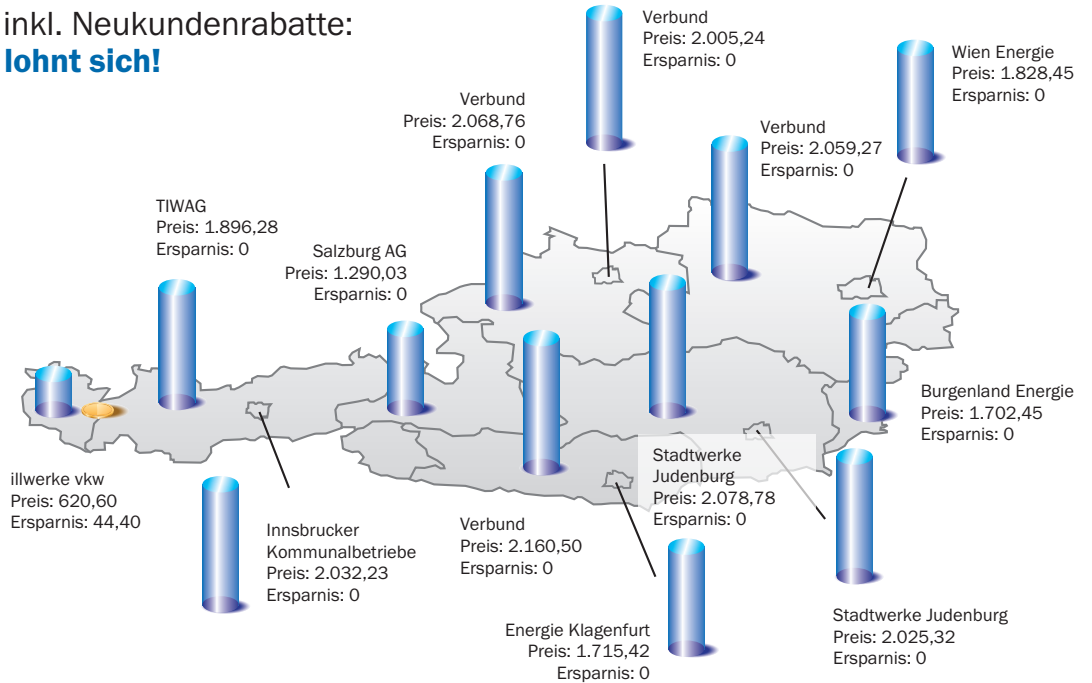 inkl. Neukundenrabatte:
lohnt sich!
Verbund
Preis: 2.005,24
Ersparnis: 0
Wien Energie
Preis: 1.828,45
Ersparnis: 0
Verbund
Preis: 2.068,76
Ersparnis: 0
Verbund
Preis: 2.059,27
Ersparnis: 0
TIWAG
Preis: 1.896,28
Ersparnis: 0
Salzburg AG
Preis: 1.290,03
Ersparnis: 0
Burgenland Energie
Preis: 1.702,45
Ersparnis: 0
illwerke vkw
Preis: 620,60
Ersparnis: 44,40
Innsbrucker
Kommunalbetriebe
Preis: 2.032,23
Ersparnis: 0
Verbund
Preis: 2.160,50
Ersparnis: 0
Stadtwerke
Judenburg
Preis: 2.078,78
Ersparnis: 0
Energie Klagenfurt
Preis: 1.715,42
Ersparnis: 0
Stadtwerke Judenburg
Preis: 2.025,32
Ersparnis: 0